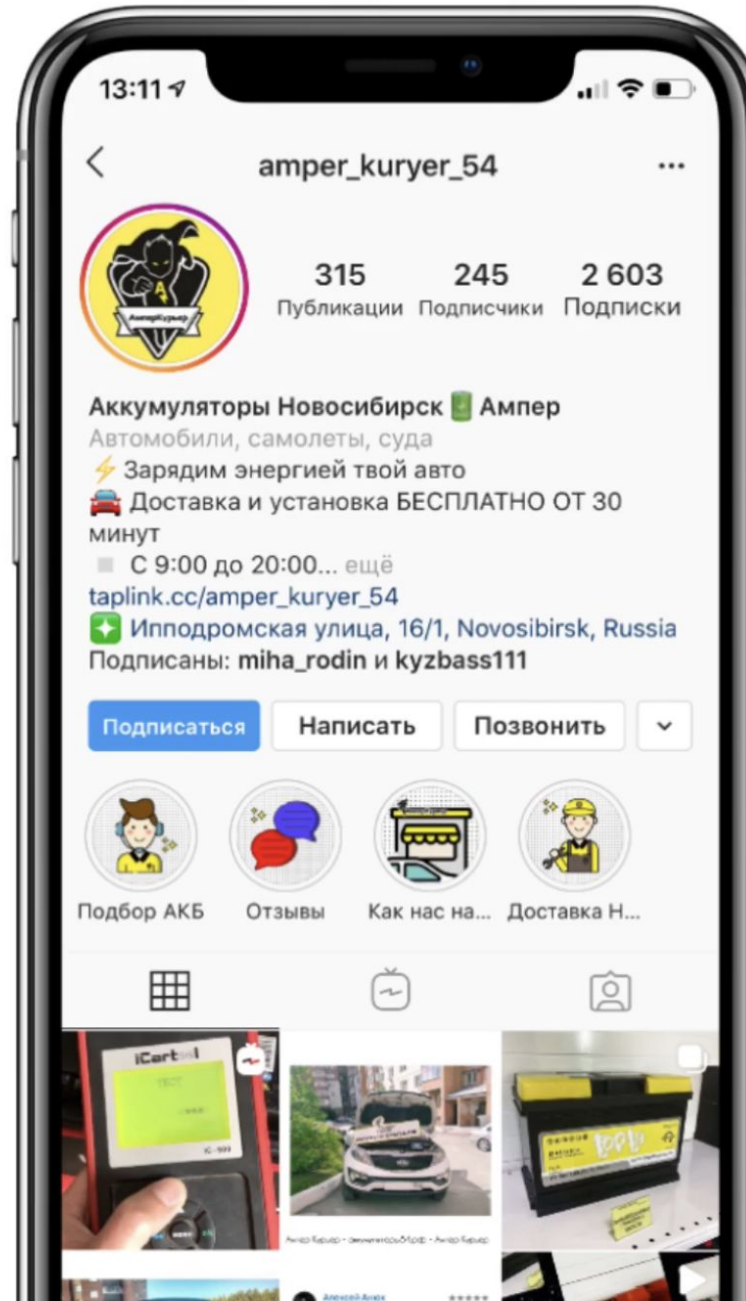 13:11
amper_kuryer_54
315 245 2 603
Публикации Подписчики Подписки
АмперКурьер
Аккумуляторы Новосибирск 🔋 Ампер
Автомобили, самолеты, суда
⚡ Зарядим энергией твой авто
🚘 Доставка и установка БЕСПЛАТНО ОТ 30
минут
◽ С 9:00 до 20:00... ещё
taplink.cc/amper_kuryer_54
❇️ Ипподромская улица, 16/1, Novosibirsk, Russia
Подписаны: miha_rodin и kyzbass111
Подписаться Написать Позвонить
Подбор АКБ Отзывы Как нас на... Доставка Н...
TEST